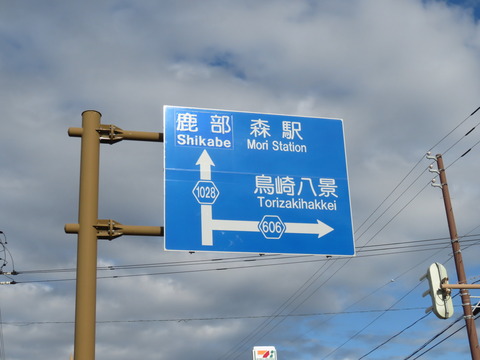 鹿部 森駅
Shikabe Mori Station
1028
鳥崎八景
Torizakihakkei
606